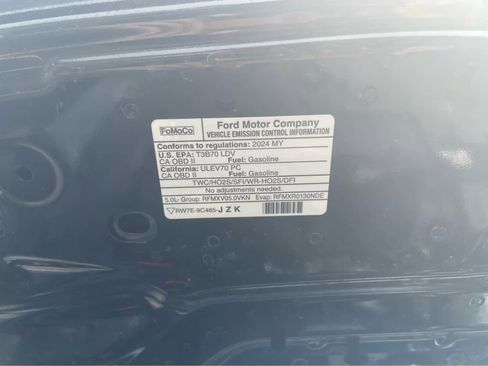 FoMoCo
Ford Motor Company
VEHICLE EMISSION CONTROL INFORMATION
Conforms to regulations: 2024 MY
U.S. EPA: T3B70 LDV
CA OBD II Fuel: Gasoline
California: ULEV70 PC
CA OBD II Fuel: Gasoline
TWC/HO2S/SFI/WR-HO2S/DFI
No adjustments needed.
5.0L- Group: RFMXV05.0VKN Evap: RFMXR0130NDE
RW7E-9C485-JZK